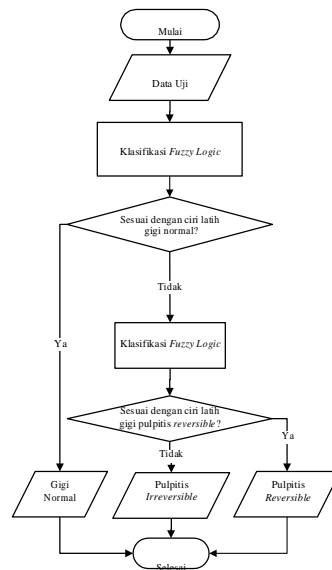 Mulai
Data Uji
Klasifikasi Fuzzy Logic
Sesuai dengan ciri latih
gigi normal?
Tidak
Ya
Klasifikasi Fuzzy Logic
Sesuai dengan ciri latih
gigi pulpitis reversible?
Ya
Tidak
Gigi
Normal
Pulpitis
Irreversible
Pulpitis
Reversible
Selesai